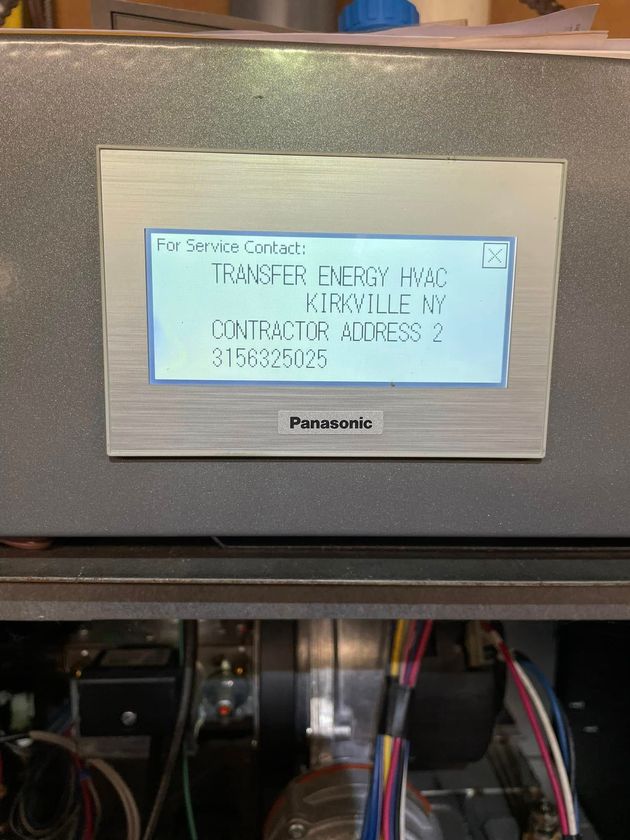 For Service Contact:
TRANSFER ENERGY HVAC
KIRKVILLE NY
CONTRACTOR ADDRESS 2
3156325025
Panasonic